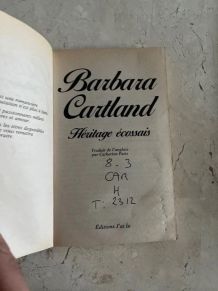 Barbara
Cartland
Héritage écossais
Traduit de l'anglais
par Catherine Paris
8.3
CAR
H
T. 2312
Éditions J'ai lu